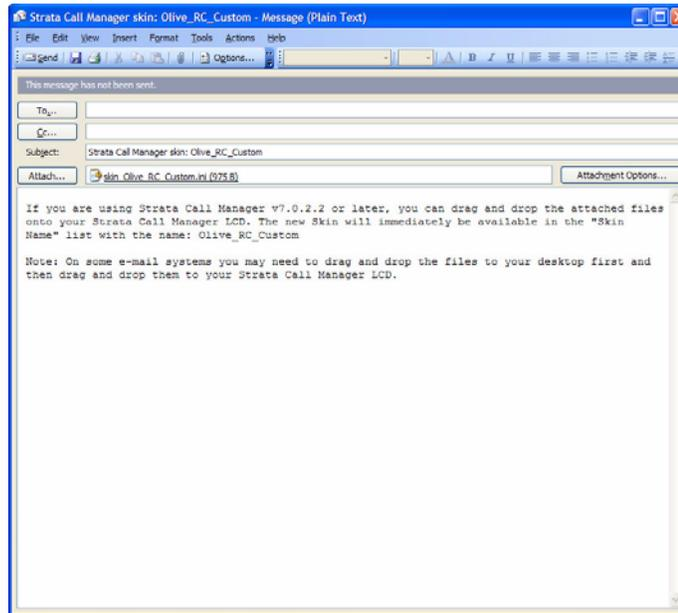 Strata Call Manager skin: Olive_RC_Custom - Message (Plain Text)
File Edit View Insert Format Tools Actions Help
Send Options...
This message has not been sent.
To...
Cc...
Subject: Strata Call Manager skin: Olive_RC_Custom
Attach... skin_Olive_RC_Custom.ini (975 B) Attachment Options...
If you are using Strata Call Manager v7.0.2.2 or later, you can drag and drop the attached files
onto your Strata Call Manager LCD. The new Skin will immediately be available in the "Skin
Name" list with the name: Olive_RC_Custom
Note: On some e-mail systems you may need to drag and drop the files to your desktop first and
then drag and drop them to your Strata Call Manager LCD.